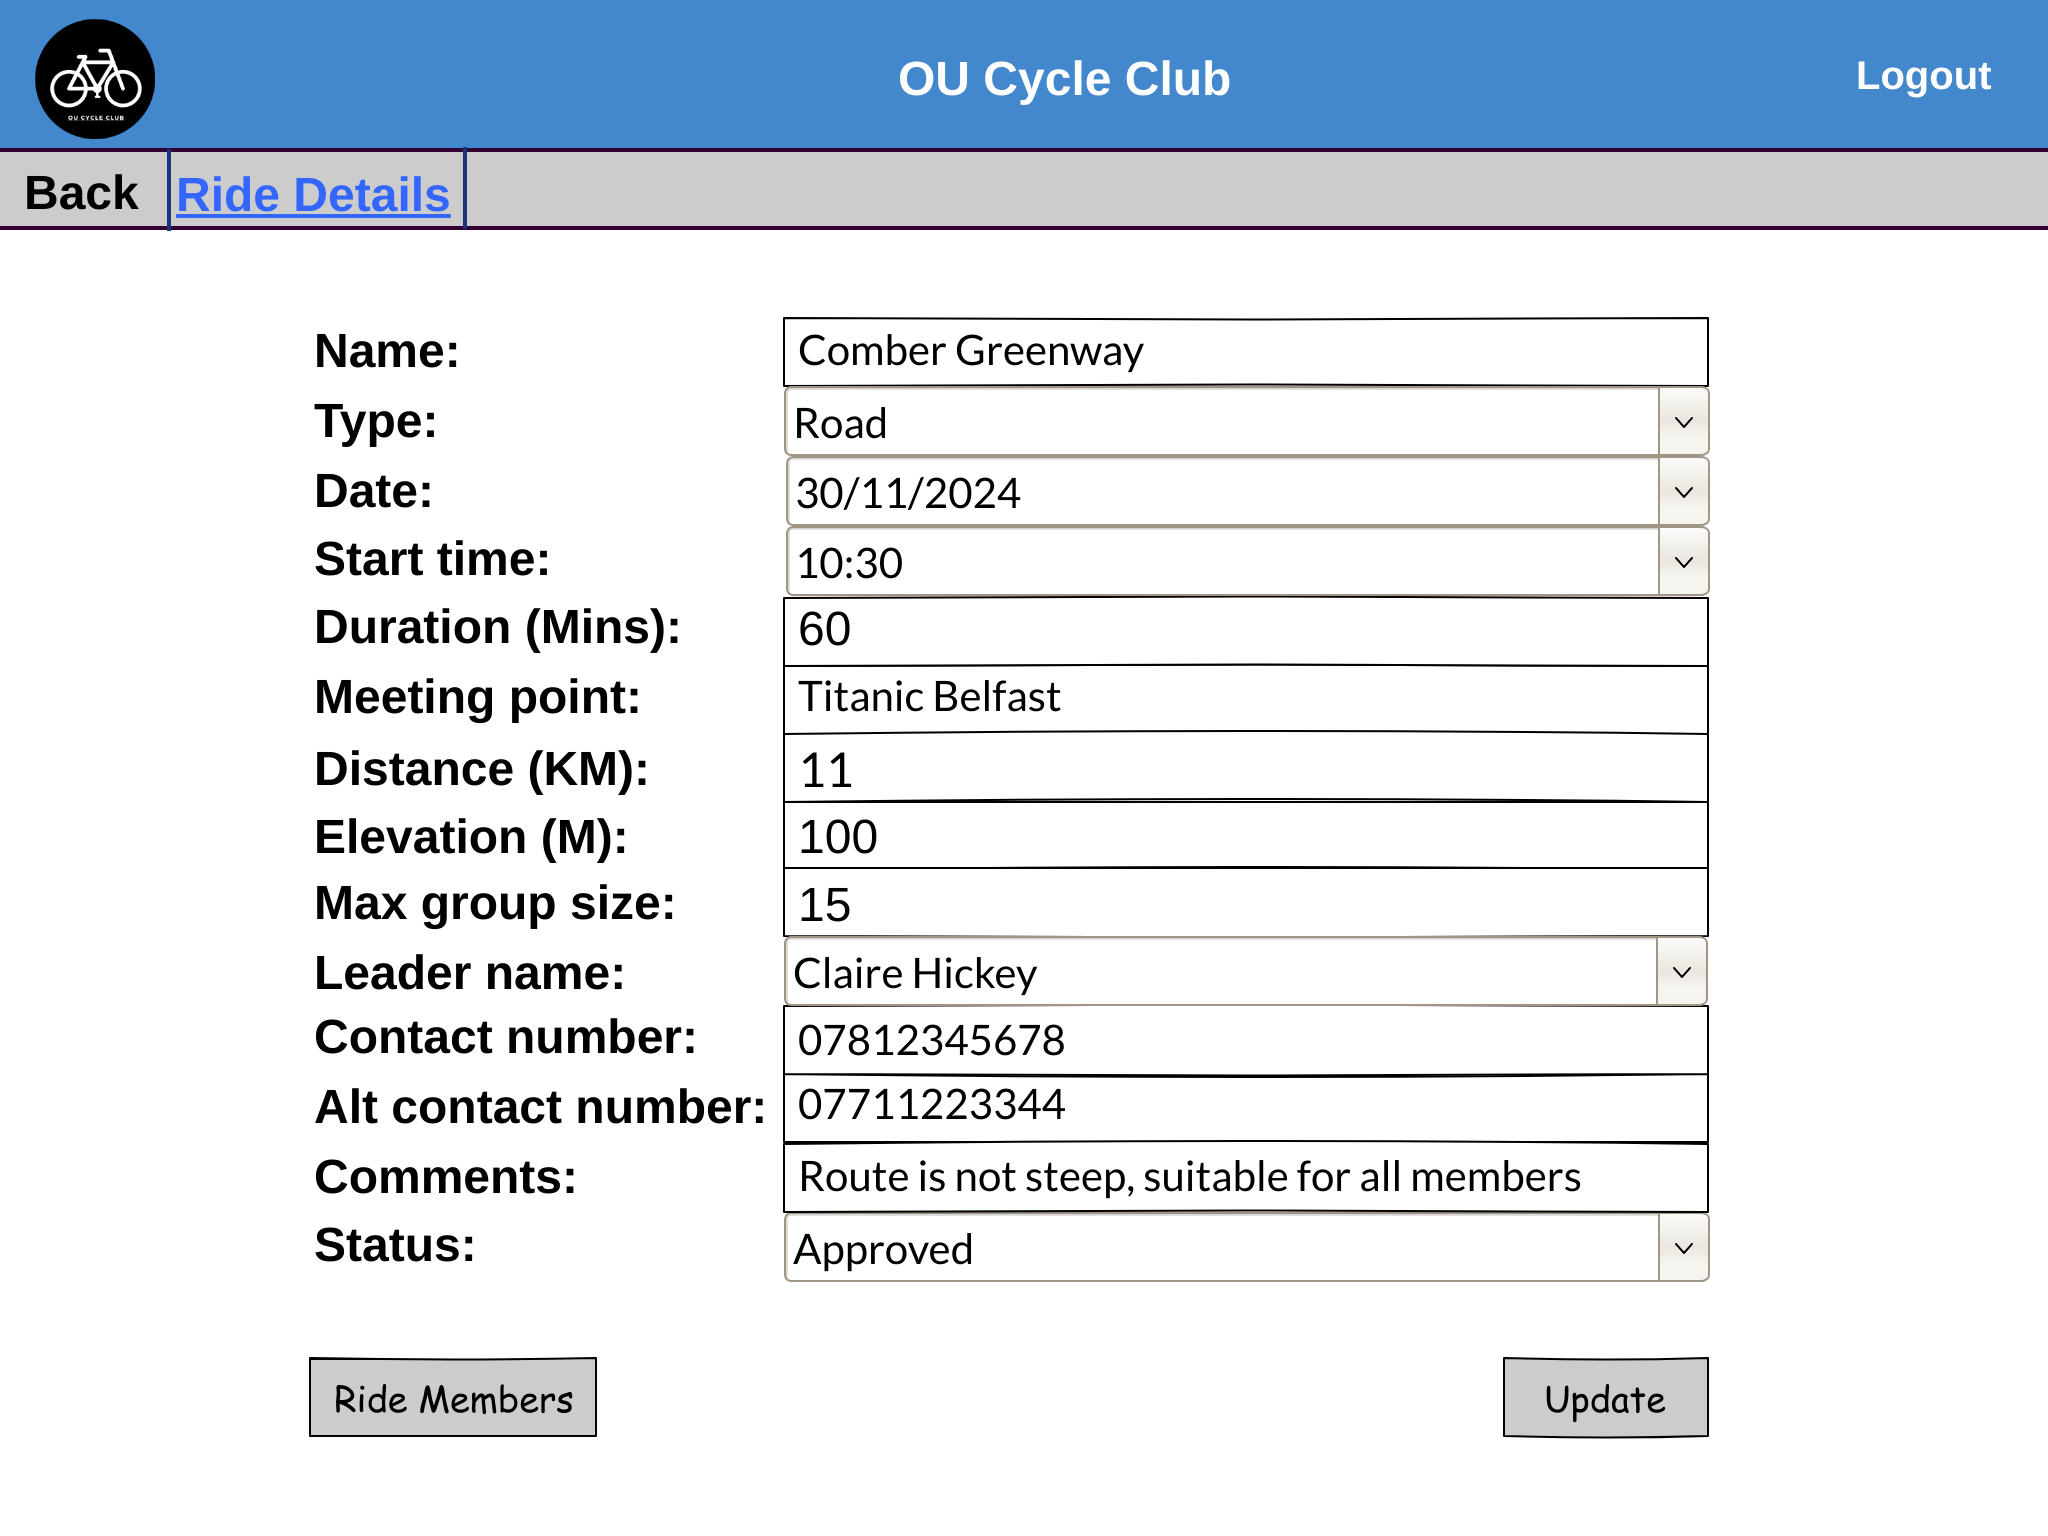 OU Cycle Club
Logout
OU CYCLE CLUB
Back
Ride Details
Name: Comber Greenway
Type: Road
Date: 30/11/2024
Start time: 10:30
Duration (Mins): 60
Meeting point: Titanic Belfast
Distance (KM): 11
Elevation (M): 100
Max group size: 15
Leader name: Claire Hickey
Contact number: 07812345678
Alt contact number: 07711223344
Comments: Route is not steep, suitable for all members
Status: Approved
Ride Members
Update